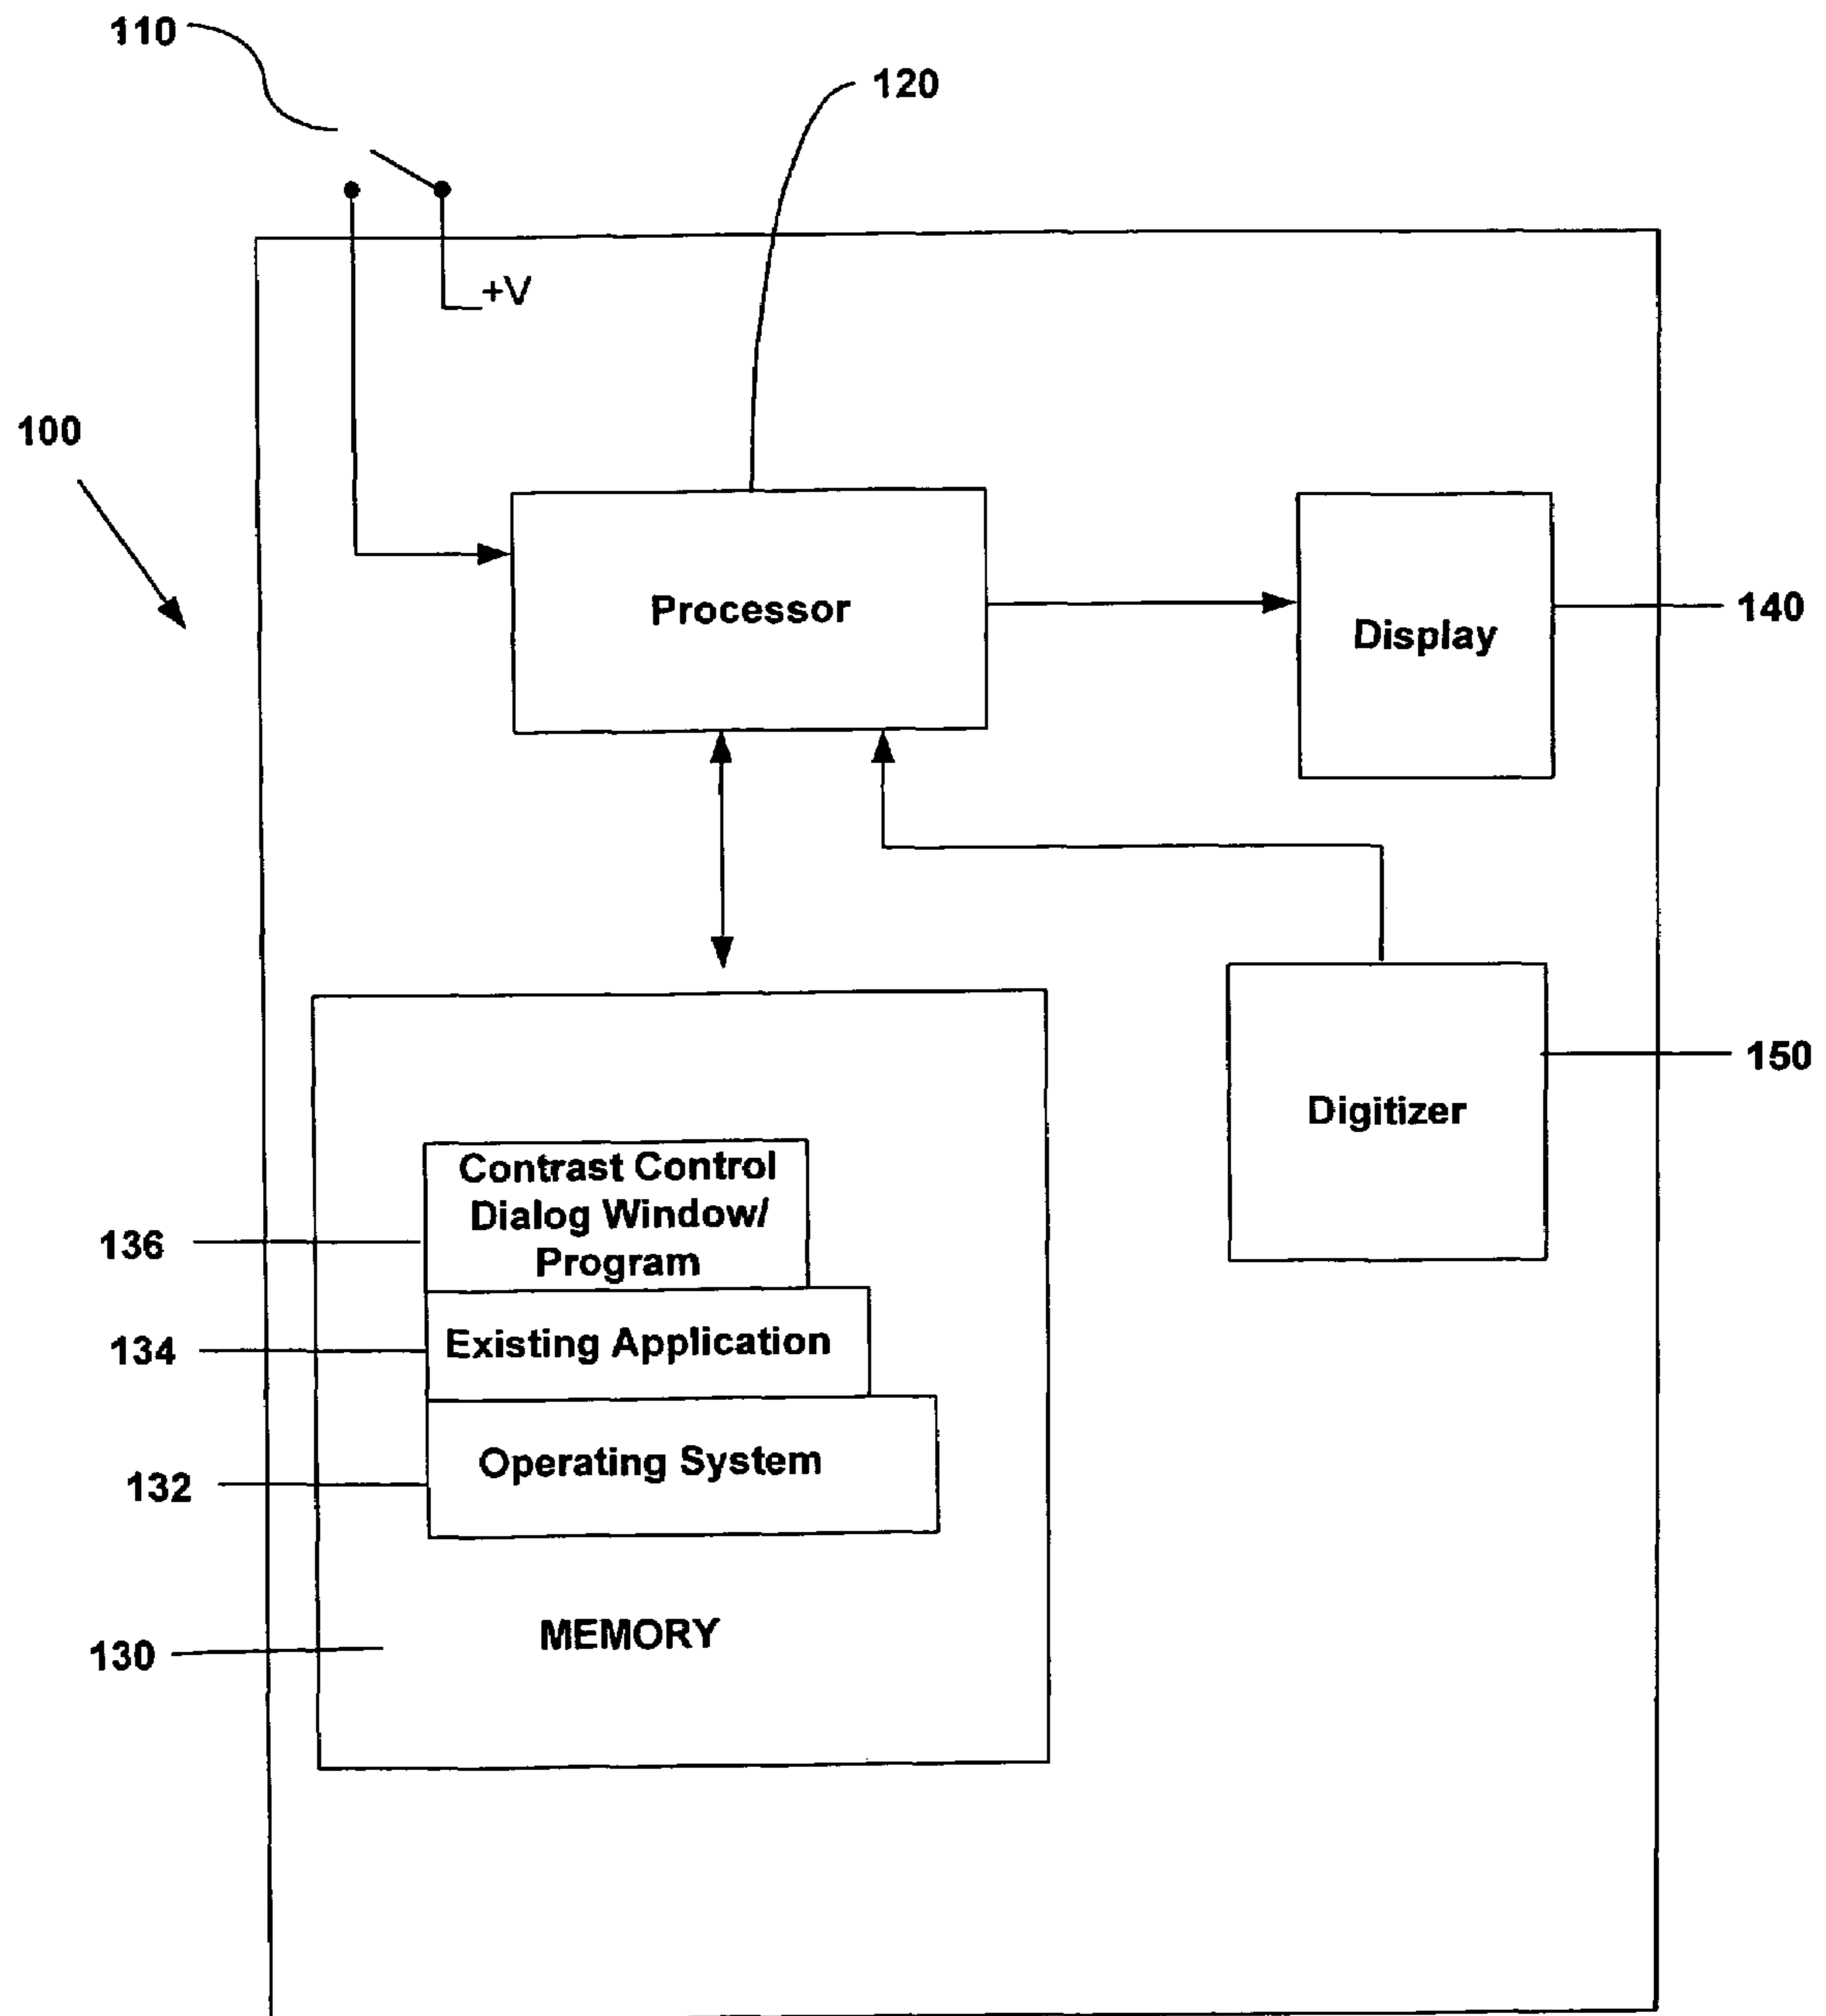 110
120
+V
100
Processor
Display
140
Digitizer
150
Contrast Control
Dialog Window/
Program
136
Existing Application
134
Operating System
132
MEMORY
130